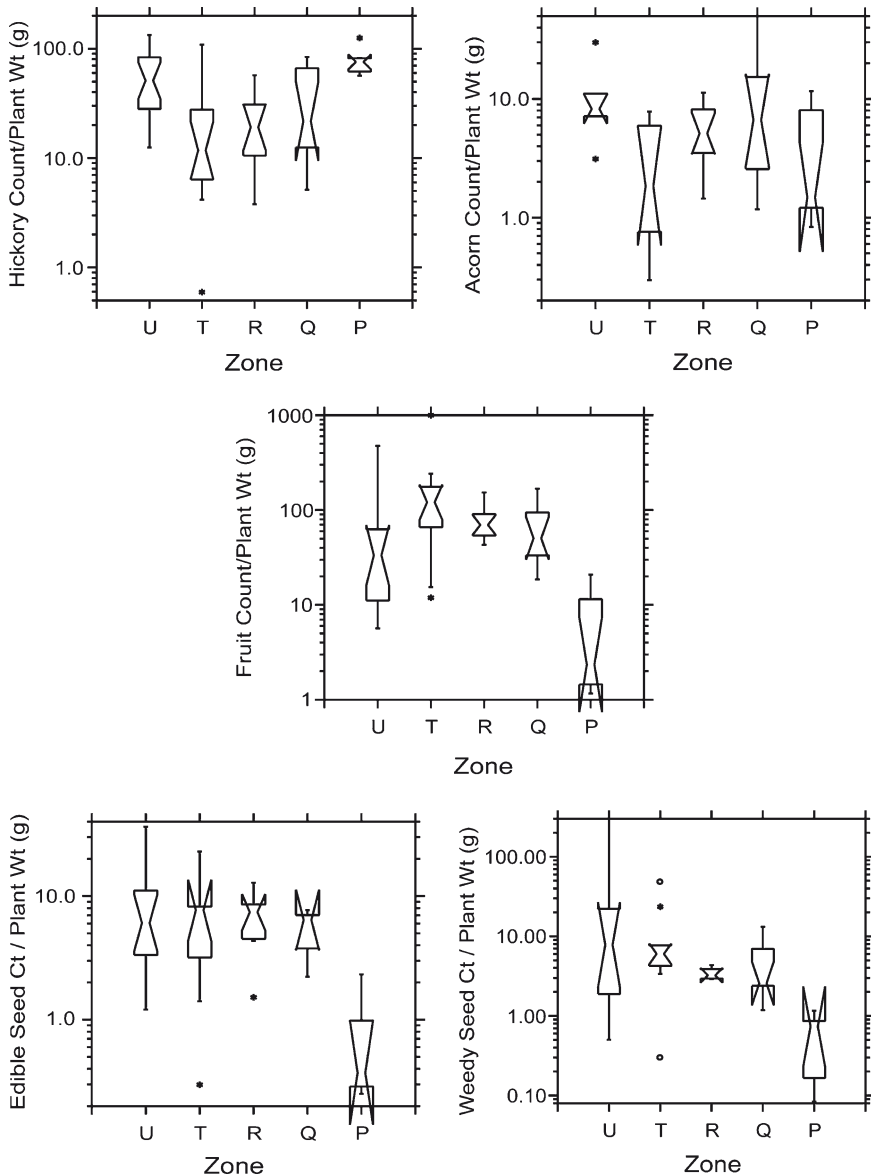 Hickory Count/Plant Wt (g)
100.0
10.0
1.0
U T R Q P
Zone
Acorn Count/Plant Wt (g)
10.0
1.0
U T R Q P
Zone
Fruit Count/Plant Wt (g)
1000
100
10
1
U T R Q P
Zone
Edible Seed Ct / Plant Wt (g)
10.0
1.0
U T R Q P
Zone
Weedy Seed Ct / Plant Wt (g)
100.00
10.00
1.00
0.10
U T R Q P
Zone